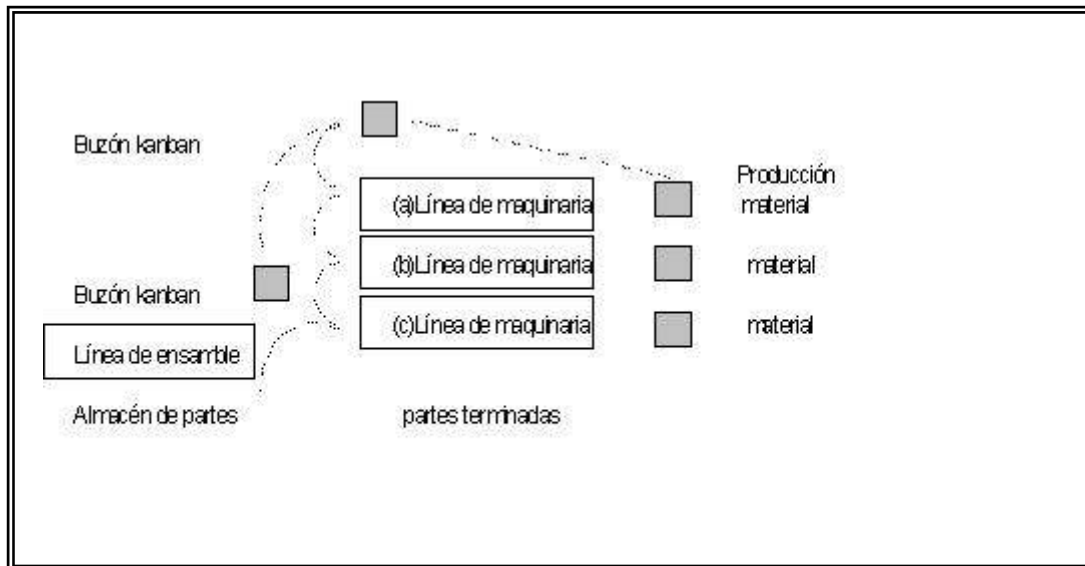 Buzón kanban
Producción
(a)Línea de maquinaria
material
(b)Línea de maquinaria
material
Buzón kanban
(c)Línea de maquinaria
material
Línea de ensamble
Almacén de partes
partes terminadas